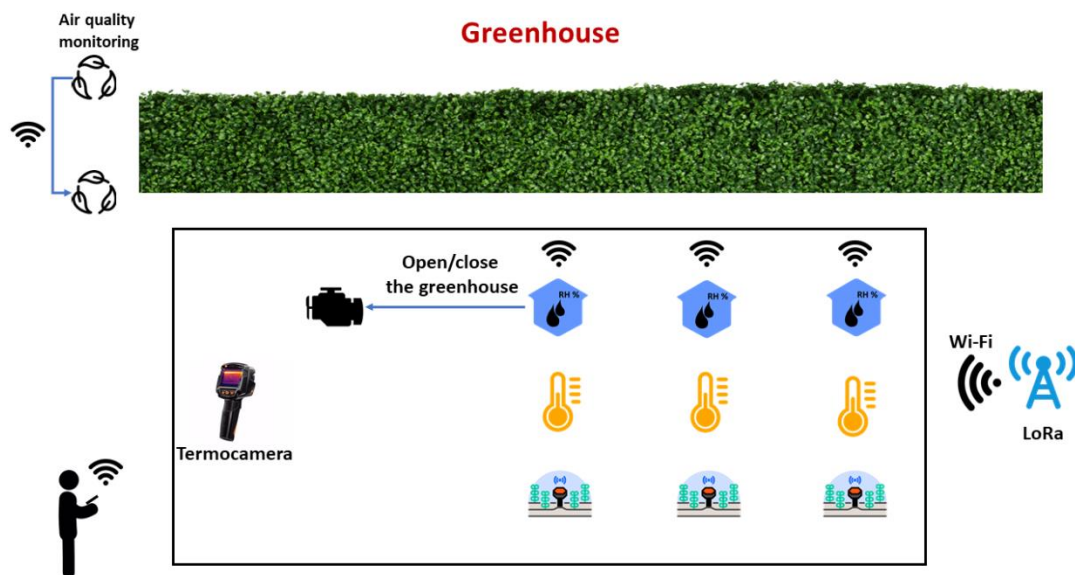 Air quality
monitoring
Greenhouse
Open/close
the greenhouse
RH %
RH %
RH %
Wi-Fi
LoRa
Termocamera